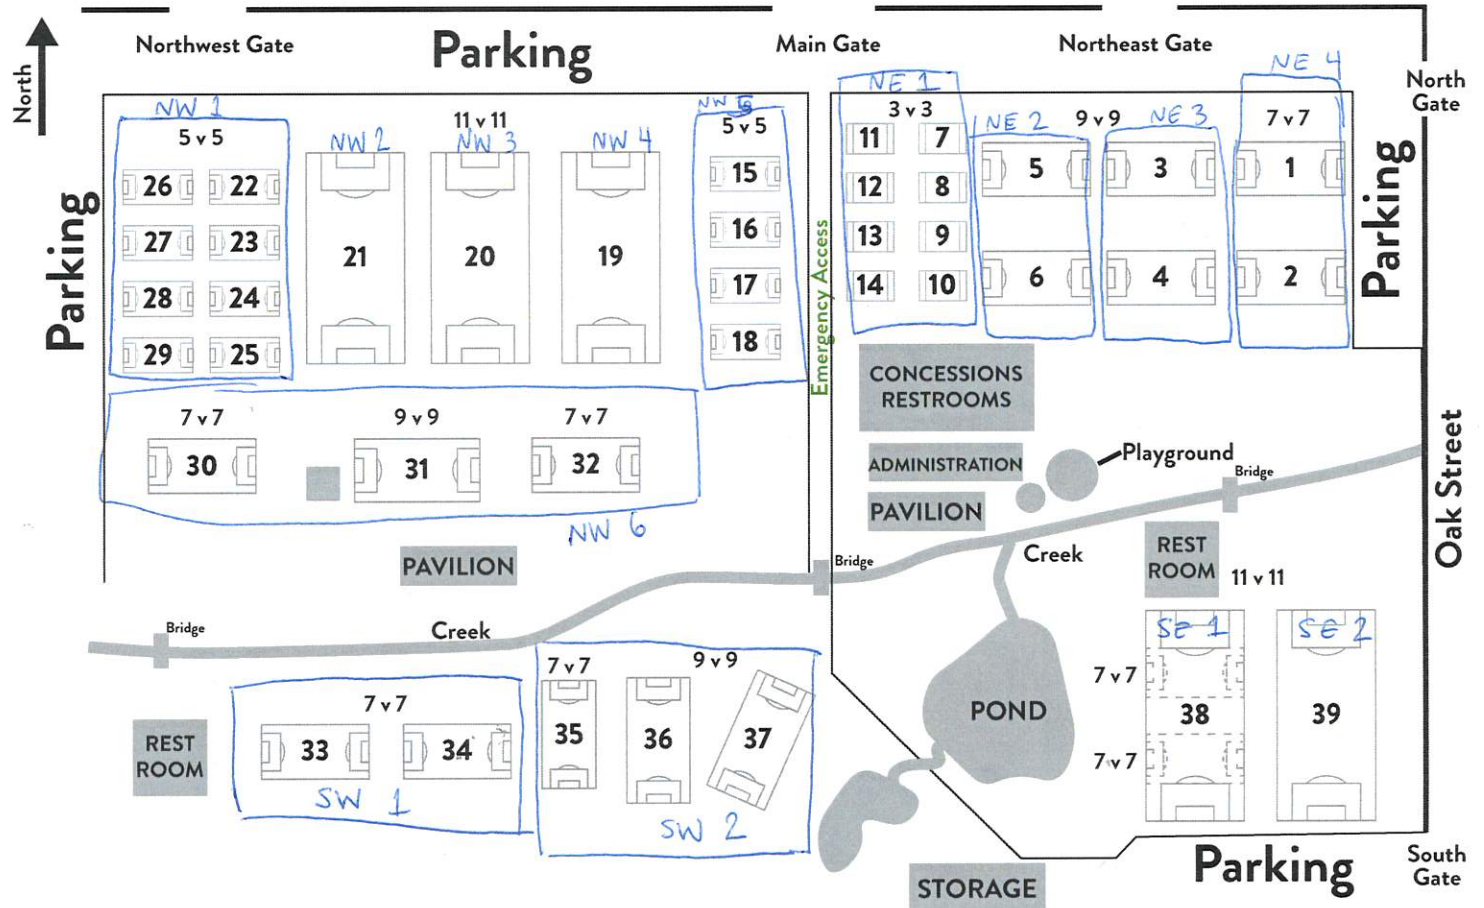 North
Northwest Gate
Parking
Main Gate
Northeast Gate
North Gate
Parking
Parking
NW 1
5 v 5
26 22
27 23
28 24
29 25
11 v 11
NW 2
21
NW 3
20
NW 4
19
NW
5 v 5
15
16
17
18
Emergency Access
NE 1
3 v 3
11 7
12 8
13 9
14 10
9 v 9
NE 2
5
6
NE 3
3
4
NE 4
7 v 7
1
2
7 v 7
30
9 v 9
31
7 v 7
32
NW 6
PAVILION
CONCESSIONS
RESTROOMS
ADMINISTRATION
PAVILION
Playground
Bridge
Oak Street
Creek
Bridge
REST
ROOM
11 v 11
Bridge
Creek
REST
ROOM
7 v 7
33
34
SW 1
7 v 7
35
9 v 9
36
37
SW 2
POND
SE 1
7 v 7
38
7 v 7
SE 2
39
STORAGE
Parking
South
Gate